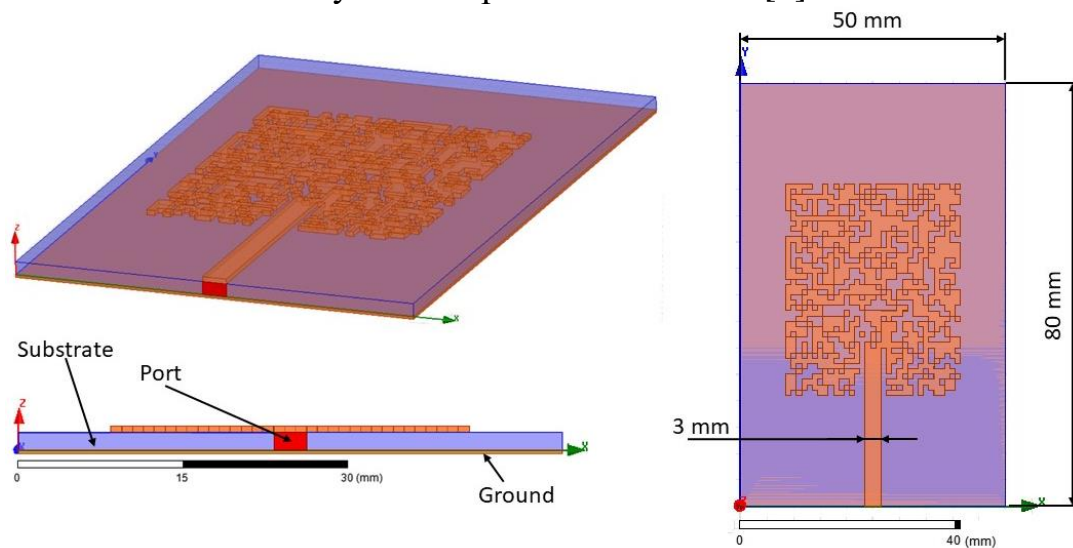 50 mm
Y
80 mm
Z
Y
X
Substrate
Port
Z
X
0 15 30 (mm)
Ground
3 mm
Z
X
0 40 (mm)